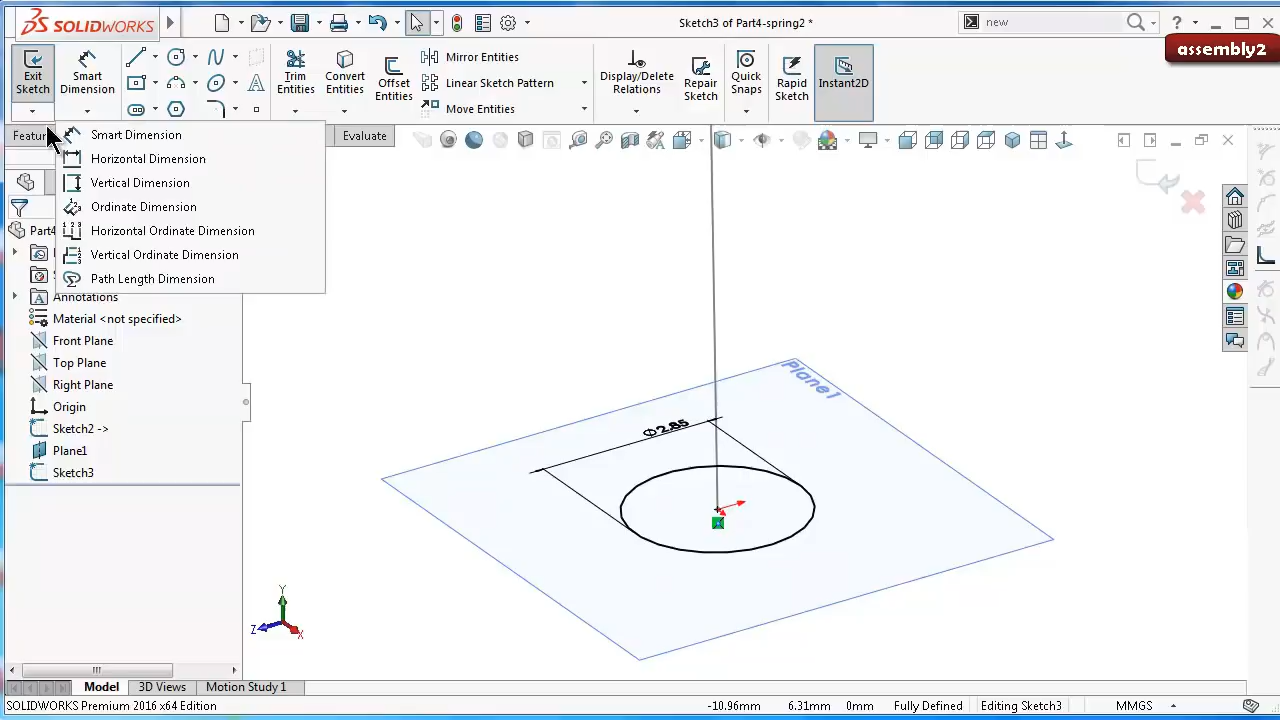 SOLIDWORKS
Sketch3 of Part4-spring2 *
new
?
assembly2
Exit
Sketch
Smart
Dimension
Trim
Entities
Convert
Entities
Offset
Entities
Mirror Entities
Linear Sketch Pattern
Move Entities
Display/Delete
Relations
Repair
Sketch
Quick
Snaps
Rapid
Sketch
Instant2D
Featur
Evaluate
Smart Dimension
Horizontal Dimension
Vertical Dimension
Ordinate Dimension
Horizontal Ordinate Dimension
Vertical Ordinate Dimension
Path Length Dimension
Part4
Annotations
Material <not specified>
Front Plane
Top Plane
Right Plane
Origin
Sketch2 ->
Plane1
Sketch3
Plane1
Ø2.85
Y
Z
X
Model
3D Views
Motion Study 1
SOLIDWORKS Premium 2016 x64 Edition
-10.96mm
6.31mm
0mm
Fully Defined
Editing Sketch3
MMGS